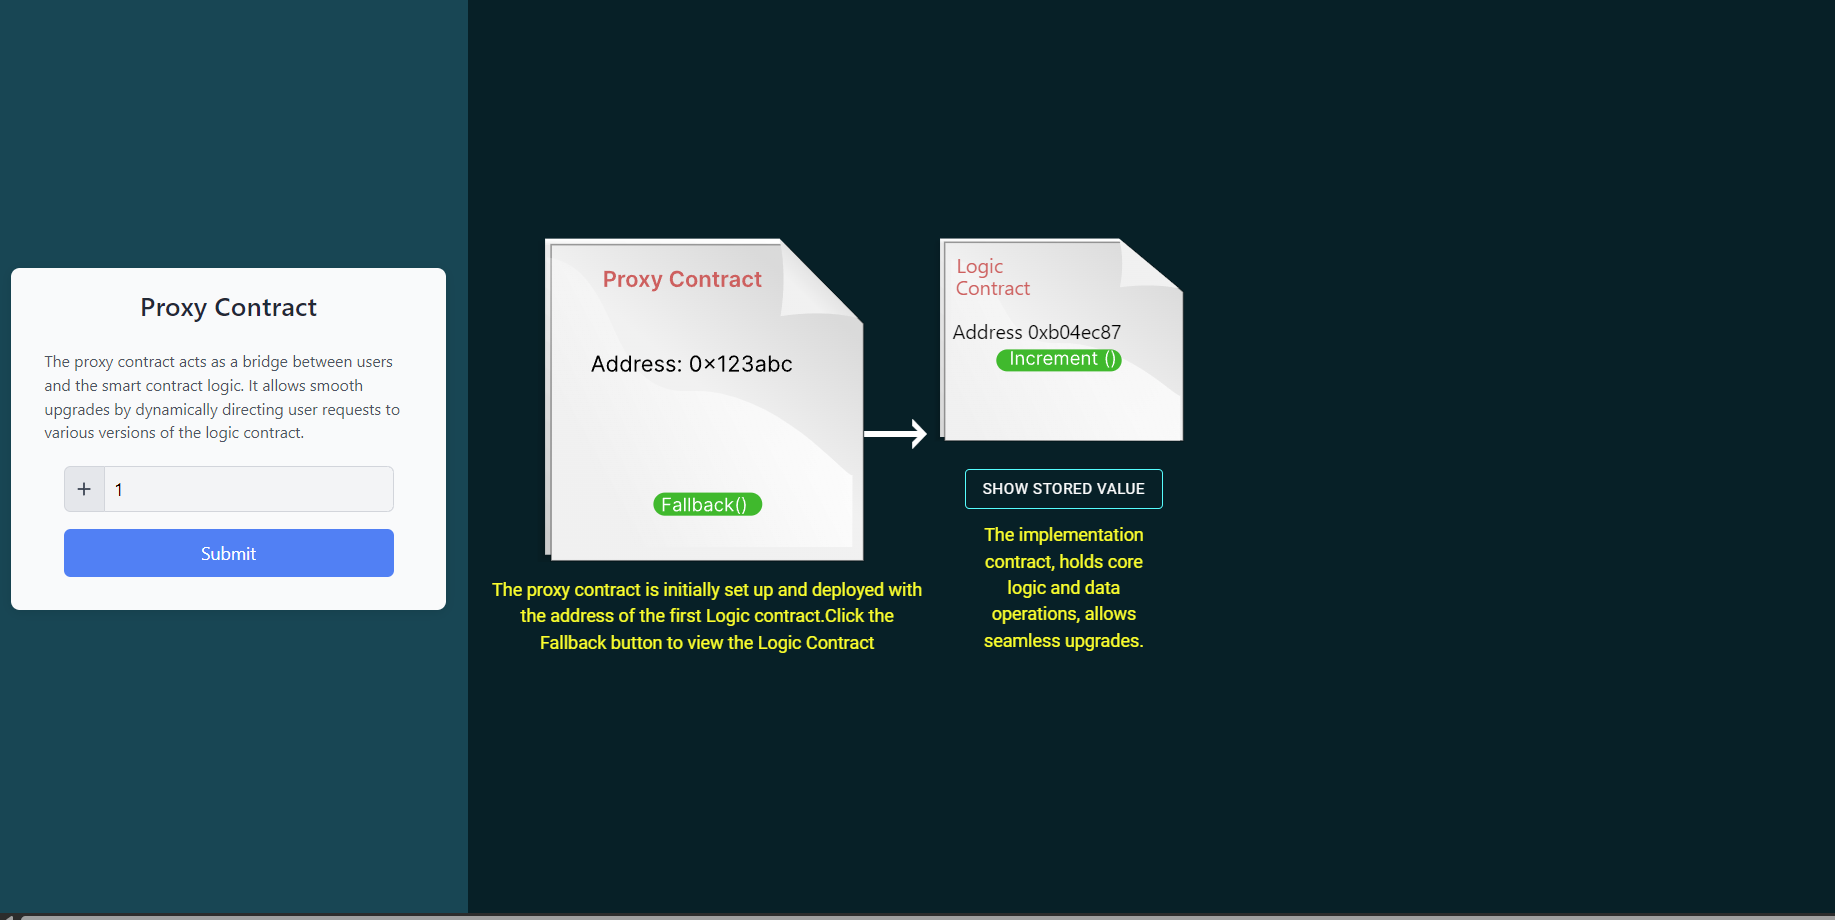 Proxy Contract
The proxy contract acts as a bridge between users
and the smart contract logic. It allows smooth
upgrades by dynamically directing user requests to
various versions of the logic contract.
+ 1
Submit
Proxy Contract
Address: 0×123abc
Fallback()
The proxy contract is initially set up and deployed with
the address of the first Logic contract.Click the
Fallback button to view the Logic Contract
Logic
Contract
Address 0xb04ec87
Increment ()
SHOW STORED VALUE
The implementation
contract, holds core
logic and data
operations, allows
seamless upgrades.